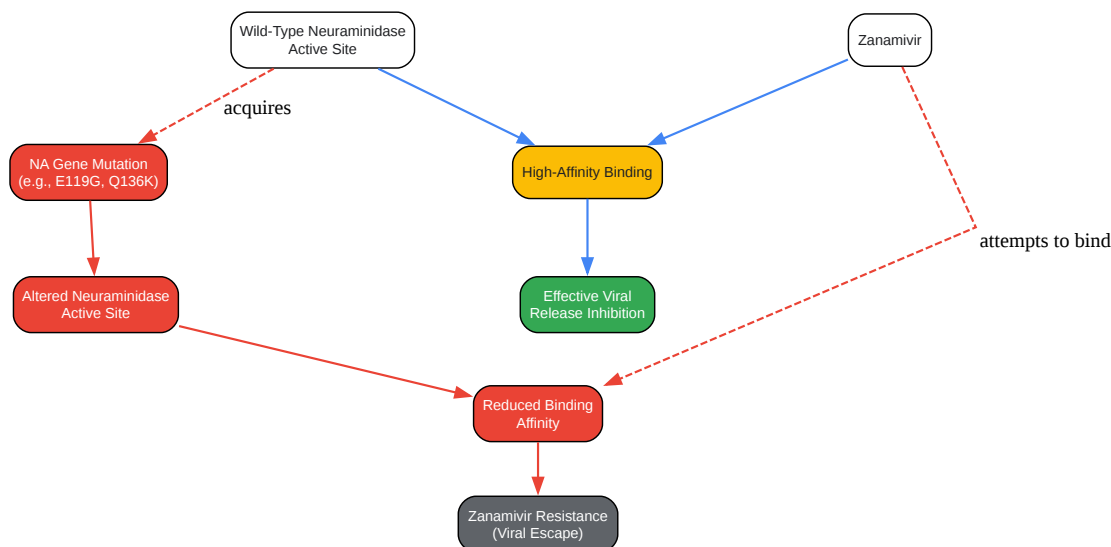 Wild-Type Neuraminidase
Active Site
Zanamivir
acquires
NA Gene Mutation
(e.g., E119G, Q136K)
High-Affinity Binding
attempts to bind
Altered Neuraminidase
Active Site
Effective Viral
Release Inhibition
Reduced Binding
Affinity
Zanamivir Resistance
(Viral Escape)